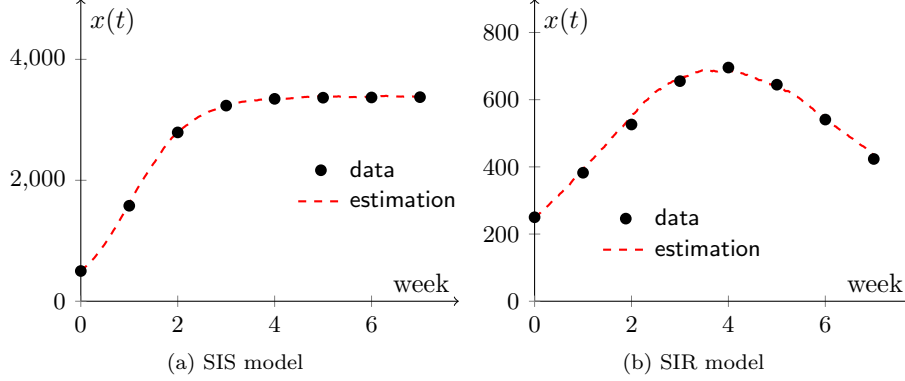 x(t)
4,000
2,000
0
data
estimation
week
0
2
4
6
(a) SIS model
x(t)
800
600
400
200
0
data
estimation
week
0
2
4
6
(b) SIR model